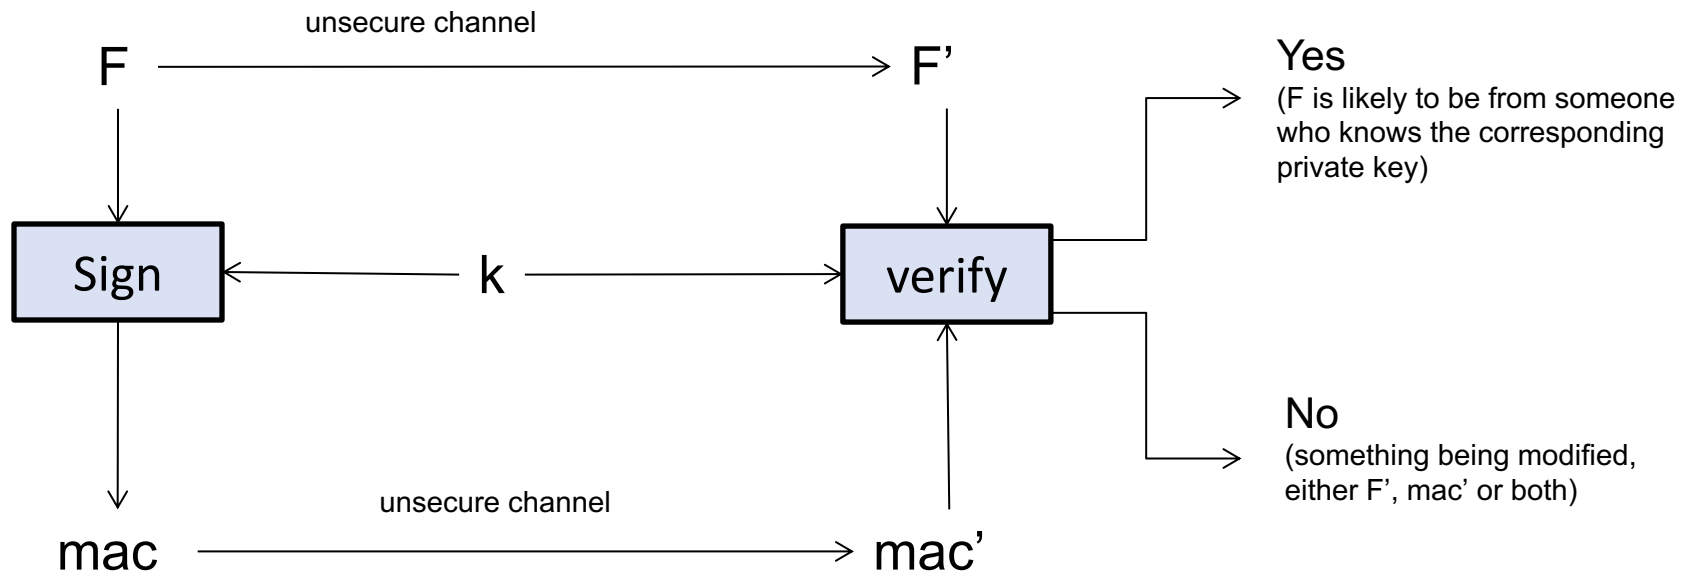 unsecure channel
F
F’
Yes
(F is likely to be from someone
who knows the corresponding
private key)
Sign
k
verify
No
(something being modified,
either F’, mac’ or both)
unsecure channel
mac
mac’